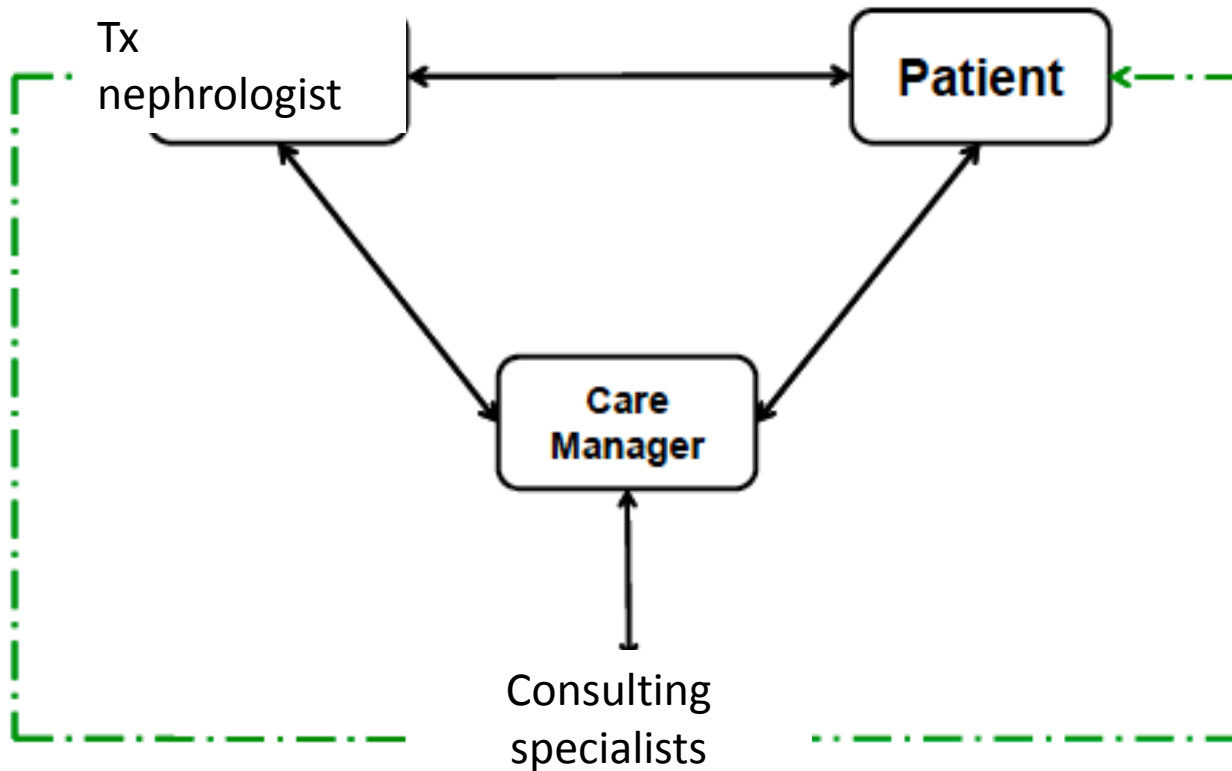 Tx
nephrologist
Patient
Care
Manager
Consulting
specialists